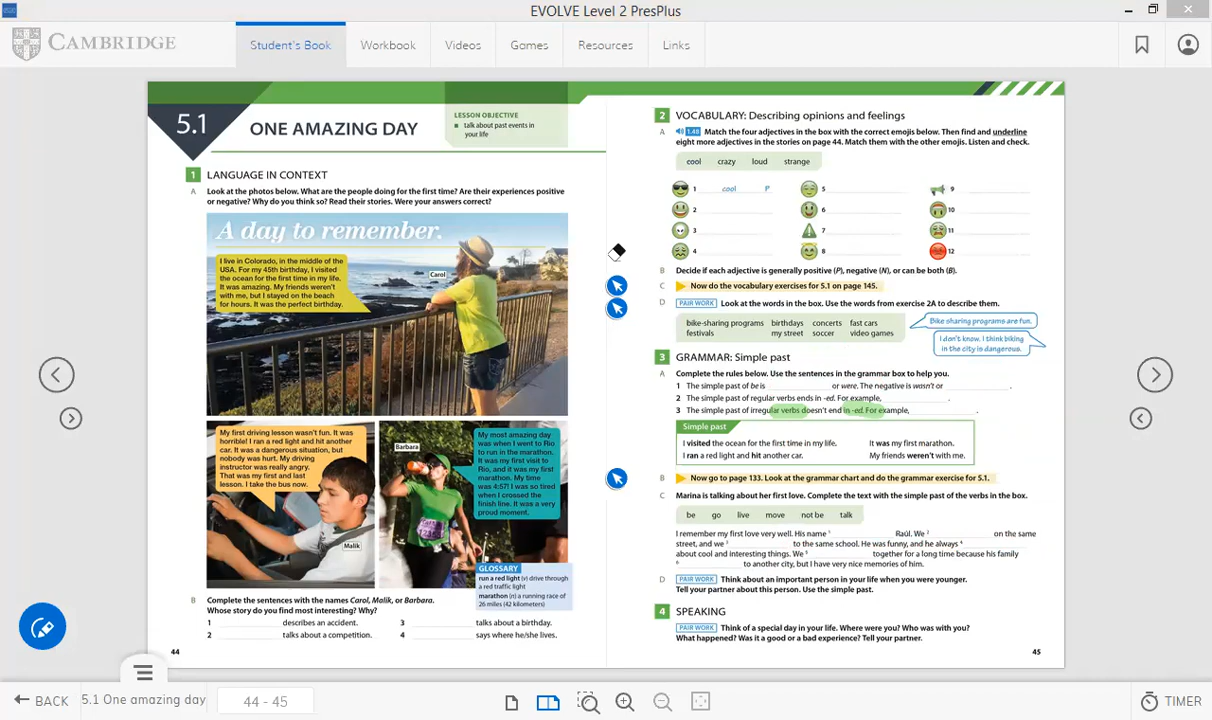 EVOLVE Level 2 PresPlus
CAMBRIDGE
Student's Book
Workbook
Videos
Games
Resources
Links
5.1
ONE AMAZING DAY
LESSON OBJECTIVE
■ talk about past events in
your life
1 LANGUAGE IN CONTEXT
A Look at the photos below. What are the people doing for the first time? Are their experiences positive
or negative? Why do you think so? Read their stories. Were your answers correct?
A day to remember.
I live in Colorado, in the middle of the
USA. For my 45th birthday, I visited
the ocean for the first time in my life.
It was amazing. My friends weren't
with me, but I stayed on the beach
for hours. It was the perfect birthday.
Carol
My first driving lesson wasn't fun. It was
horrible! I ran a red light and hit another
car. It was a dangerous situation, but
nobody was hurt. My driving
instructor was really angry.
That was my first and last
lesson. I take the bus now.
Malik
Barbara
My most amazing day
was when I went to Rio
to run in the marathon.
It was my first visit to
Rio, and it was my first
marathon. My time
was 4:57! I was so tired
when I crossed the
finish line. It was a very
proud moment.
GLOSSARY
run a red light (v) drive through
a red traffic light
marathon (n) a running race of
26 miles (42 kilometers)
B Complete the sentences with the names Carol, Malik, or Barbara.
Whose story do you find most interesting? Why?
1 describes an accident.
2 talks about a competition.
3 talks about a birthday.
4 says where he/she lives.
44
2 VOCABULARY: Describing opinions and feelings
A 1.48 Match the four adjectives in the box with the correct emojis below. Then find and underline
eight more adjectives in the stories on page 44. Match them with the other emojis. Listen and check.
cool crazy loud strange
1 cool P
2
3
4
5
6
7
8
9
10
11
12
B Decide if each adjective is generally positive (P), negative (N), or can be both (B).
C Now do the vocabulary exercises for 5.1 on page 145.
D PAIR WORK Look at the words in the box. Use the words from exercise 2A to describe them.
bike-sharing programs birthdays concerts fast cars
festivals my street soccer video games
Bike sharing programs are fun.
I don't know. I think biking
in the city is dangerous.
3 GRAMMAR: Simple past
A Complete the rules below. Use the sentences in the grammar box to help you.
1 The simple past of be is or were. The negative is wasn't or .
2 The simple past of regular verbs ends in -ed. For example, .
3 The simple past of irregular verbs doesn't end in -ed. For example, .
Simple past
I visited the ocean for the first time in my life. It was my first marathon.
I ran a red light and hit another car. My friends weren't with me.
B Now go to page 133. Look at the grammar chart and do the grammar exercise for 5.1.
C Marina is talking about her first love. Complete the text with the simple past of the verbs in the box.
be go live move not be talk
I remember my first love very well. His name 1 Raúl. We 2 on the same
street, and we 3 to the same school. He was funny, and he always 4
about cool and interesting things. We 5 together for a long time because his family
6 to another city, but I have very nice memories of him.
D PAIR WORK Think about an important person in your life when you were younger.
Tell your partner about this person. Use the simple past.
4 SPEAKING
PAIR WORK Think of a special day in your life. Where were you? Who was with you?
What happened? Was it a good or a bad experience? Tell your partner.
45
BACK
5.1 One amazing day
44 - 45
TIMER